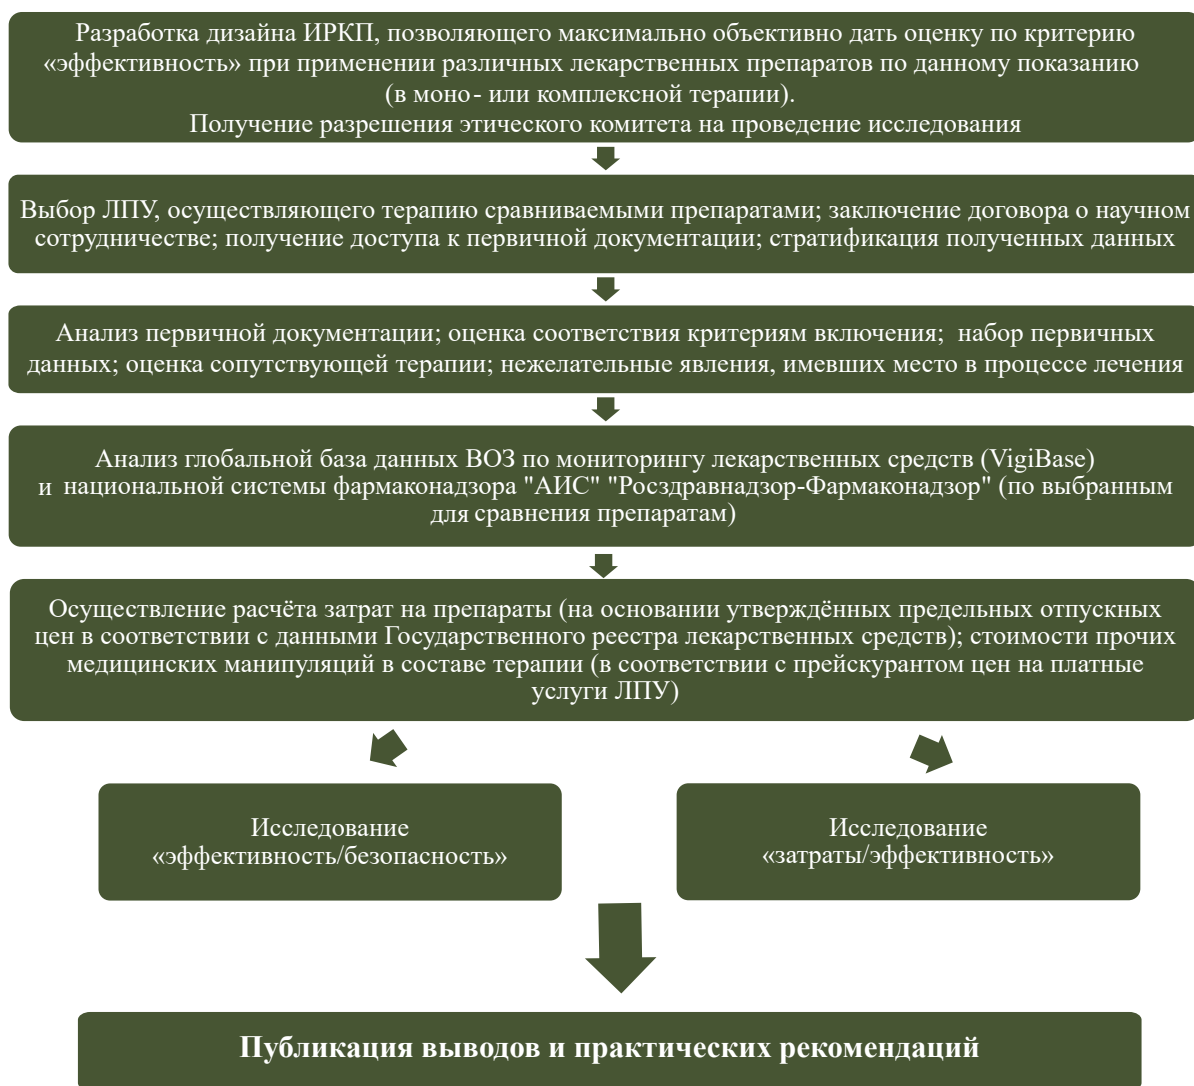 Разработка дизайна ИРКП, позволяющего максимально объективно дать оценку по критерию
«эффективность» при применении различных лекарственных препаратов по данному показанию
(в моно- или комплексной терапии).
Получение разрешения этического комитета на проведение исследования
Выбор ЛПУ, осуществляющего терапию сравниваемыми препаратами; заключение договора о научном
сотрудничестве; получение доступа к первичной документации; стратификация полученных данных
Анализ первичной документации; оценка соответствия критериям включения; набор первичных
данных; оценка сопутствующей терапии; нежелательные явления, имевших место в процессе лечения
Анализ глобальной база данных ВОЗ по мониторингу лекарственных средств (VigiBase)
и национальной системы фармаконадзора "АИС" "Росздравнадзор-Фармаконадзор" (по выбранным
для сравнения препаратам)
Осуществление расчёта затрат на препараты (на основании утверждённых предельных отпускных
цен в соответствии с данными Государственного реестра лекарственных средств); стоимости прочих
медицинских манипуляций в составе терапии (в соответствии с прейскурантом цен на платные
услуги ЛПУ)
Исследование
«эффективность/безопасность»
Исследование
«затраты/эффективность»
Публикация выводов и практических рекомендаций